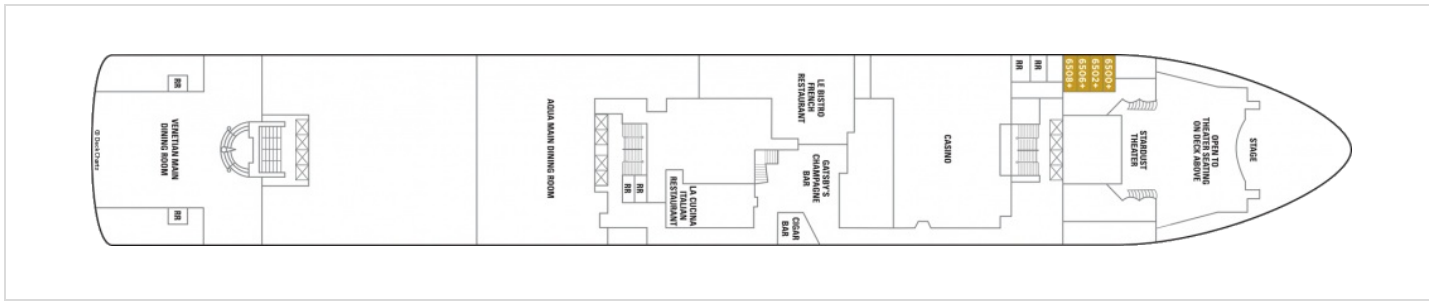 © Deck Charts
RR
RR
VENETIAN MAIN
DINING ROOM
AQUA MAIN DINING ROOM
RR
RR
LA CUCINA
ITALIAN
RESTAURANT
LE BISTRO
FRENCH
RESTAURANT
GATSBY'S
CHAMPAGNE
BAR
CIGAR
BAR
CASINO
RR
RR
6500+
6502+
6506+
6508+
STARDUST
THEATER
OPEN TO
THEATER SEATING
ON DECK ABOVE
STAGE